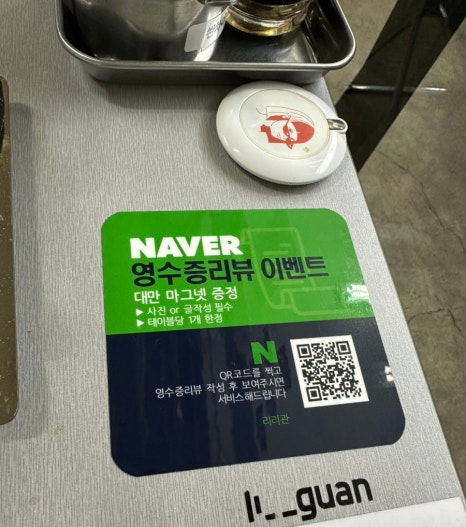 NAVER
영수증리뷰 이벤트
대만 마그넷 증정
▶ 사진 or 글작성 필수
▶ 테이블당 1개 한정
N
QR코드를 찍고
영수증리뷰 작성 후 보여주시면
서비스해드립니다
리리관
guan